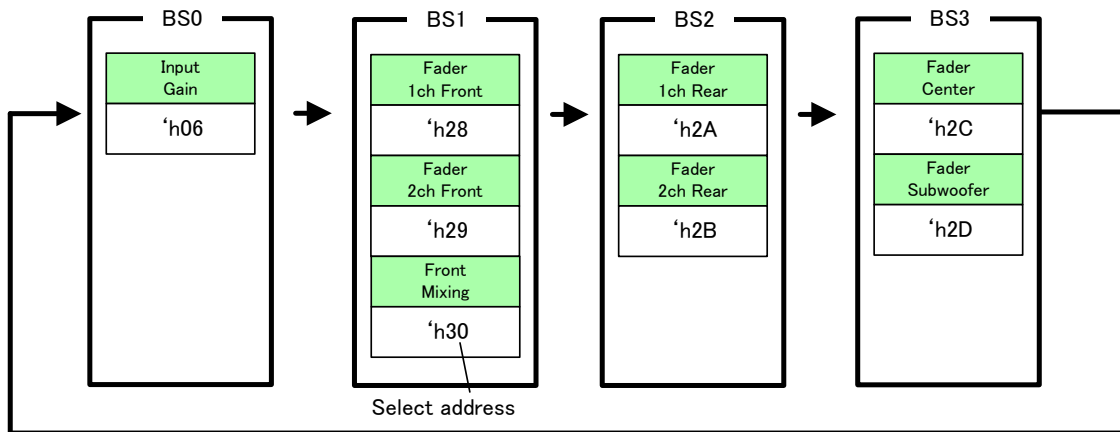 BS0
Input
Gain
‘h06
BS1
Fader
1ch Front
‘h28
Fader
2ch Front
‘h29
Front
Mixing
‘h30
Select address
BS2
Fader
1ch Rear
‘h2A
Fader
2ch Rear
‘h2B
BS3
Fader
Center
‘h2C
Fader
Subwoofer
‘h2D